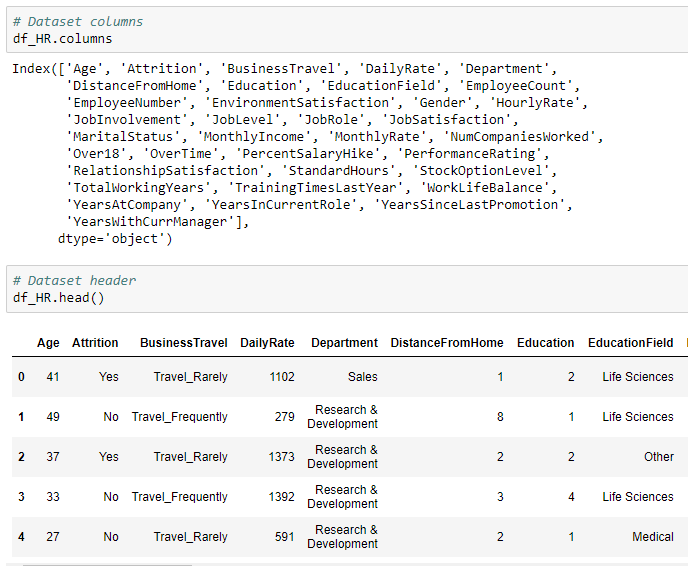 # Dataset columns
df_HR.columns
Index(['Age', 'Attrition', 'BusinessTravel', 'DailyRate', 'Department',
'DistanceFromHome', 'Education', 'EducationField', 'EmployeeCount',
'EmployeeNumber', 'EnvironmentSatisfaction', 'Gender', 'HourlyRate',
'JobInvolvement', 'JobLevel', 'JobRole', 'JobSatisfaction',
'MaritalStatus', 'MonthlyIncome', 'MonthlyRate', 'NumCompaniesWorked',
'Over18', 'OverTime', 'PercentSalaryHike', 'PerformanceRating',
'RelationshipSatisfaction', 'StandardHours', 'StockOptionLevel',
'TotalWorkingYears', 'TrainingTimesLastYear', 'WorkLifeBalance',
'YearsAtCompany', 'YearsInCurrentRole', 'YearsSinceLastPromotion',
'YearsWithCurrManager'],
dtype='object')
# Dataset header
df_HR.head()
Age Attrition BusinessTravel DailyRate Department DistanceFromHome Education EducationField
0 41 Yes Travel_Rarely 1102 Sales 1 2 Life Sciences
1 49 No Travel_Frequently 279 Research & Development 8 1 Life Sciences
2 37 Yes Travel_Rarely 1373 Research & Development 2 2 Other
3 33 No Travel_Frequently 1392 Research & Development 3 4 Life Sciences
4 27 No Travel_Rarely 591 Research & Development 2 1 Medical